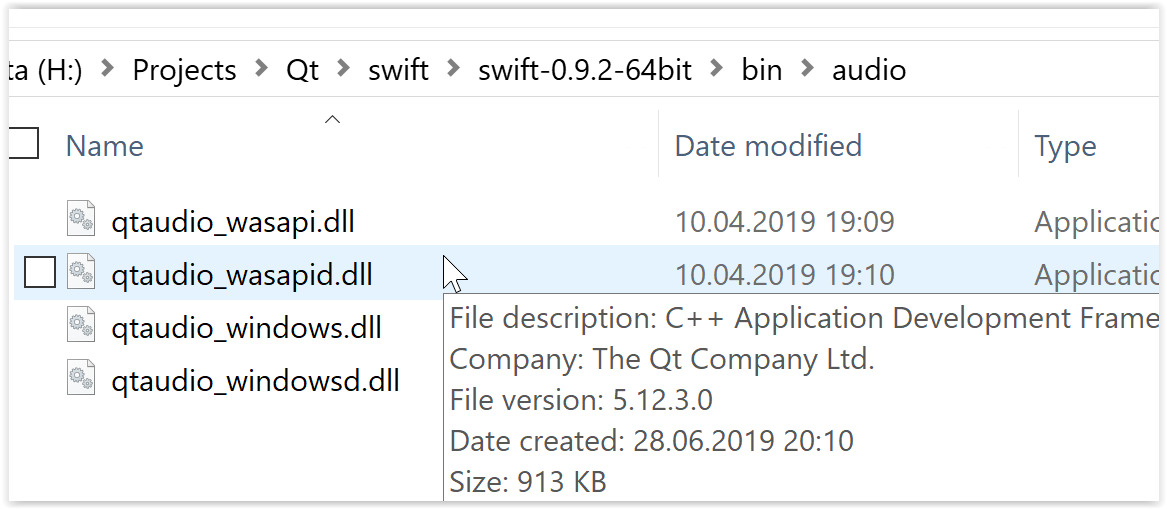 ta (H:) > Projects > Qt > swift > swift-0.9.2-64bit > bin > audio
Name Date modified Type
qtaudio_wasapi.dll 10.04.2019 19:09 Applicatio
qtaudio_wasapid.dll 10.04.2019 19:10 Applicatio
qtaudio_windows.dll
qtaudio_windowsd.dll
File description: C++ Application Development Frame
Company: The Qt Company Ltd.
File version: 5.12.3.0
Date created: 28.06.2019 20:10
Size: 913 KB